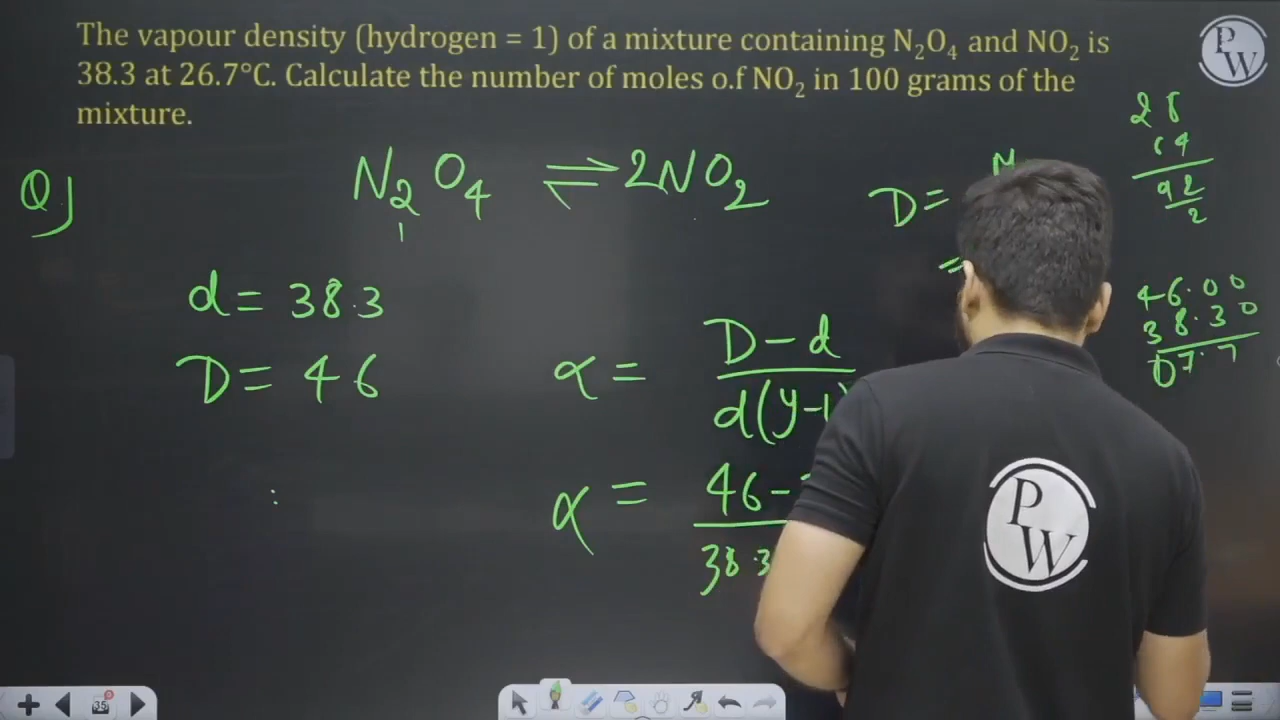 The vapour density (hydrogen = 1) of a mixture containing N₂O₄ and NO₂ is
38.3 at 26.7°C. Calculate the number of moles o.f NO₂ in 100 grams of the
mixture.
PW
Q)
N₂O₄ ⇌ 2NO₂
1
D =
=
28
64
92
2
d = 38.3
D = 46
α = D - d
d(y-1)
46.00
38.30
07.7
α = 46 -
38.3
PW
35